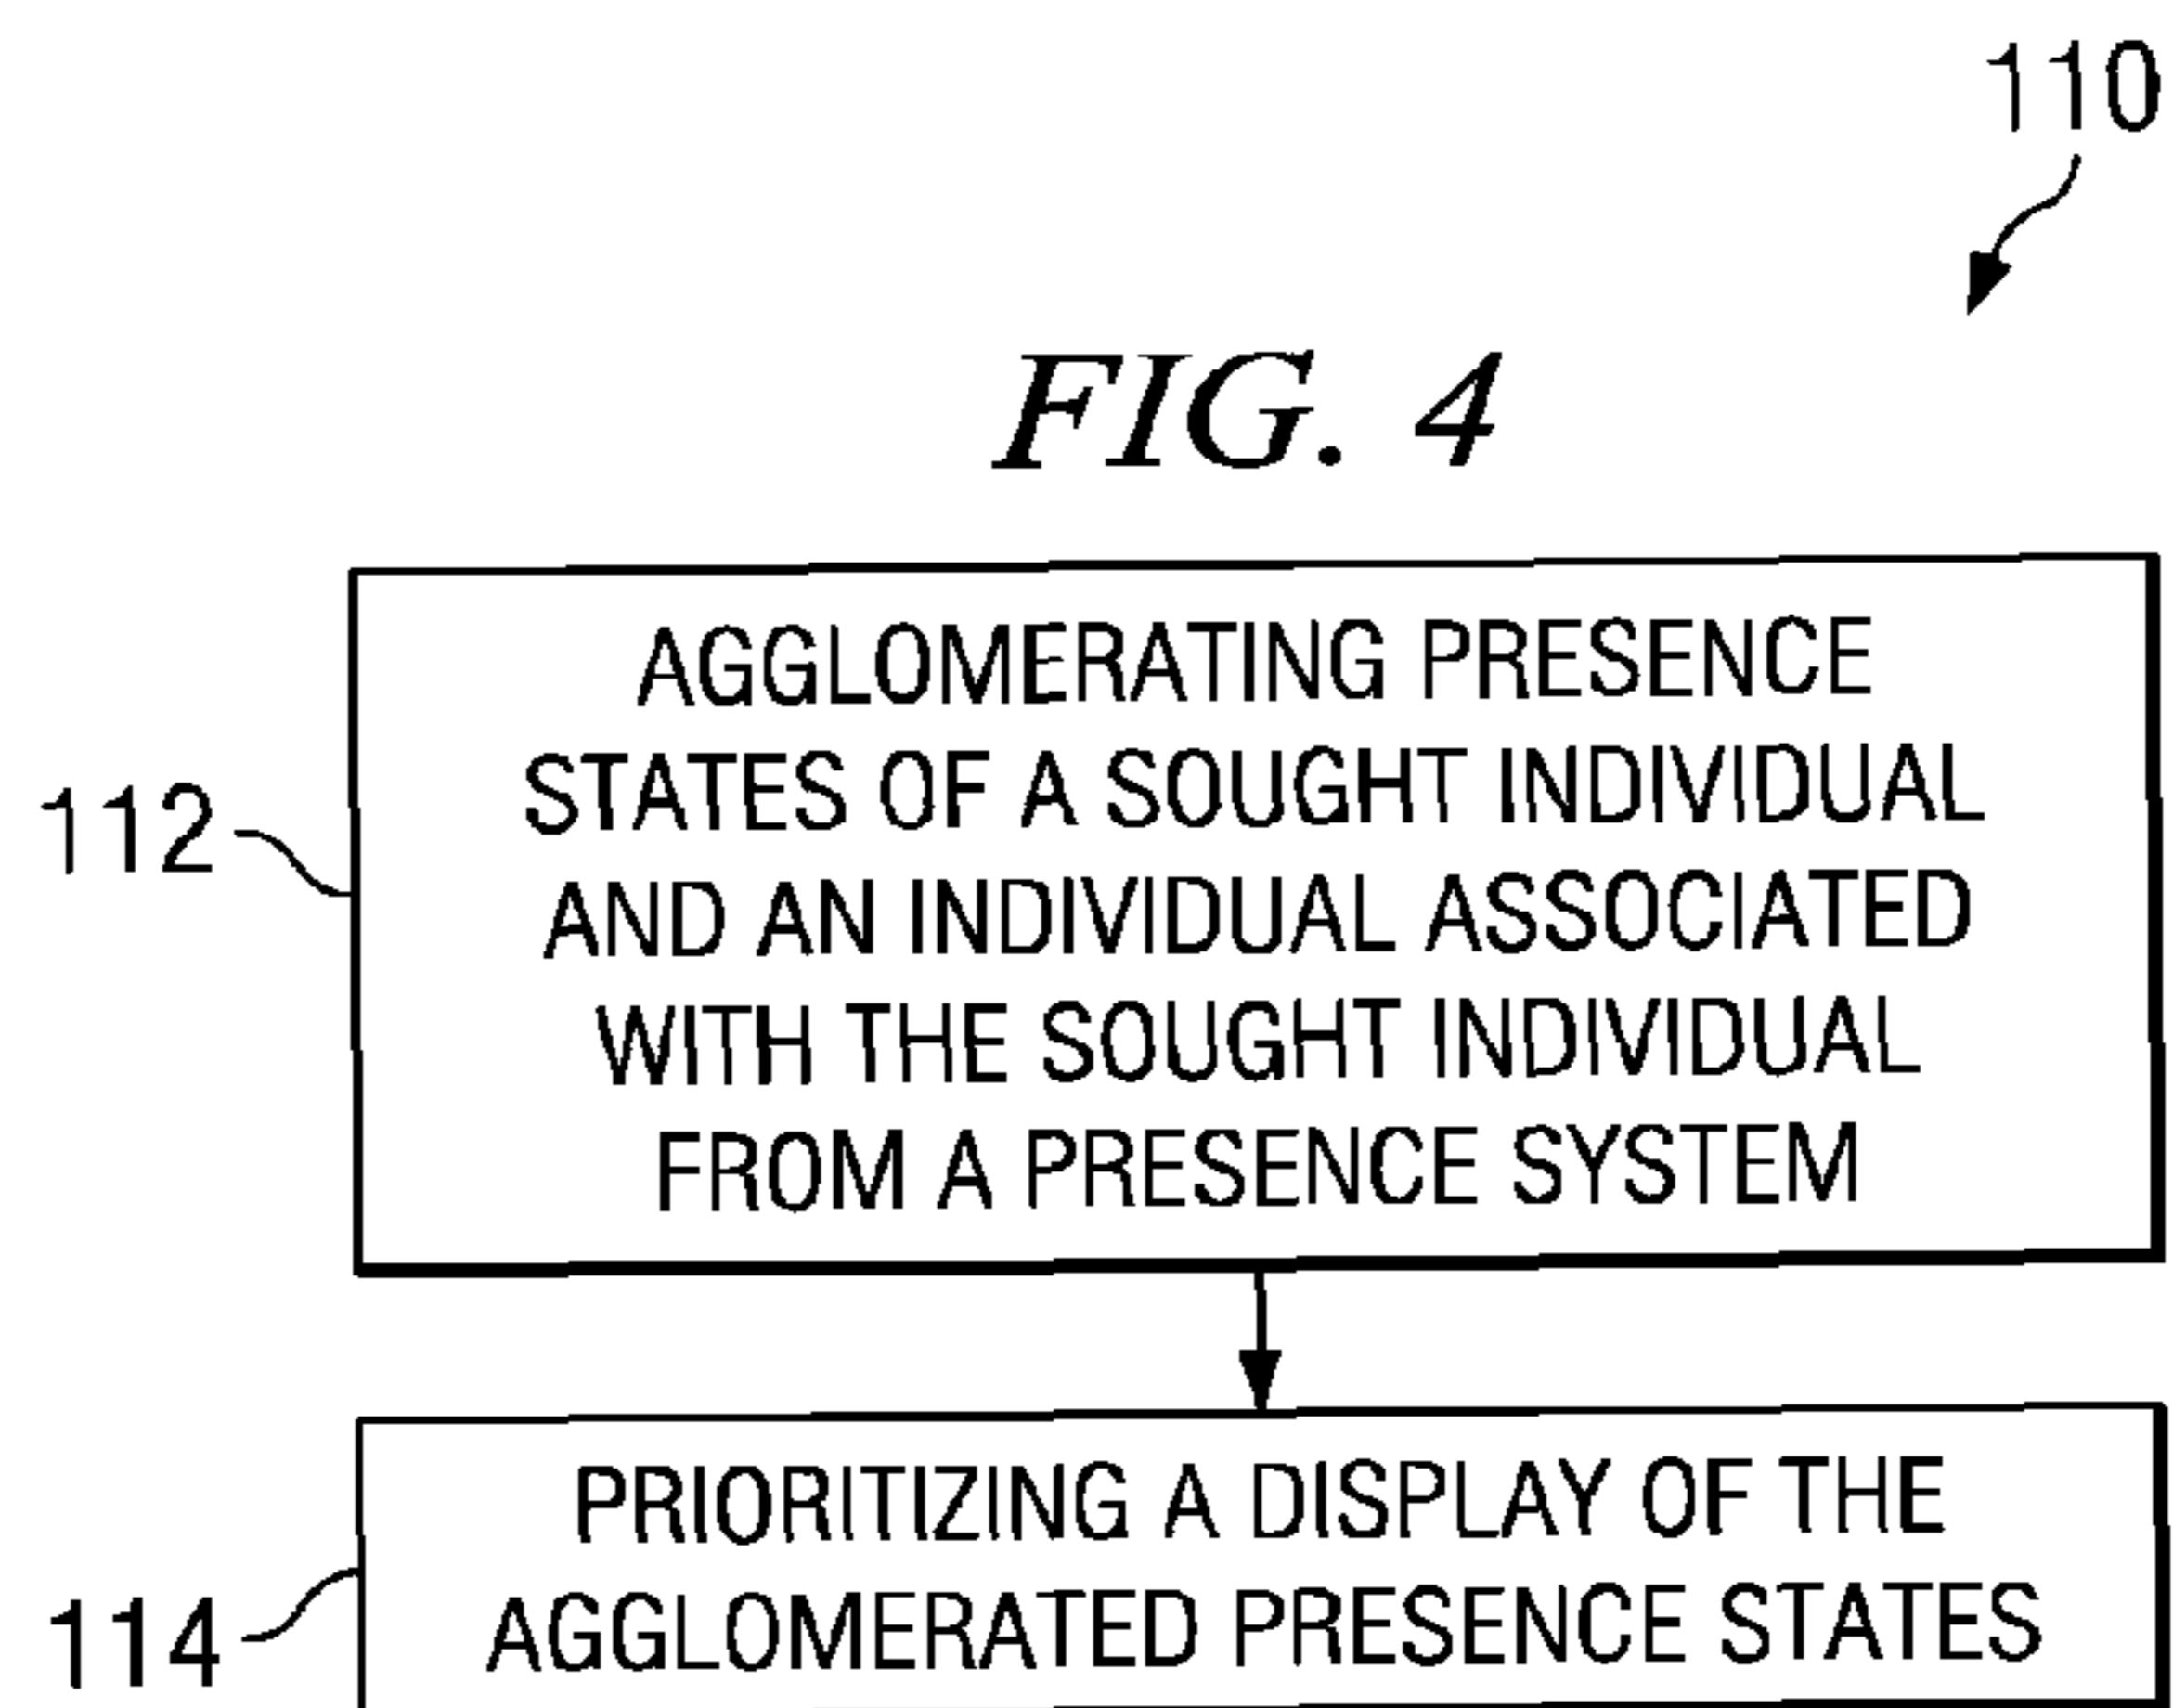 110
FIG. 4
AGGLOMERATING PRESENCE
STATES OF A SOUGHT INDIVIDUAL
AND AN INDIVIDUAL ASSOCIATED
WITH THE SOUGHT INDIVIDUAL
FROM A PRESENCE SYSTEM
112
PRIORITIZING A DISPLAY OF THE
AGGLOMERATED PRESENCE STATES
114